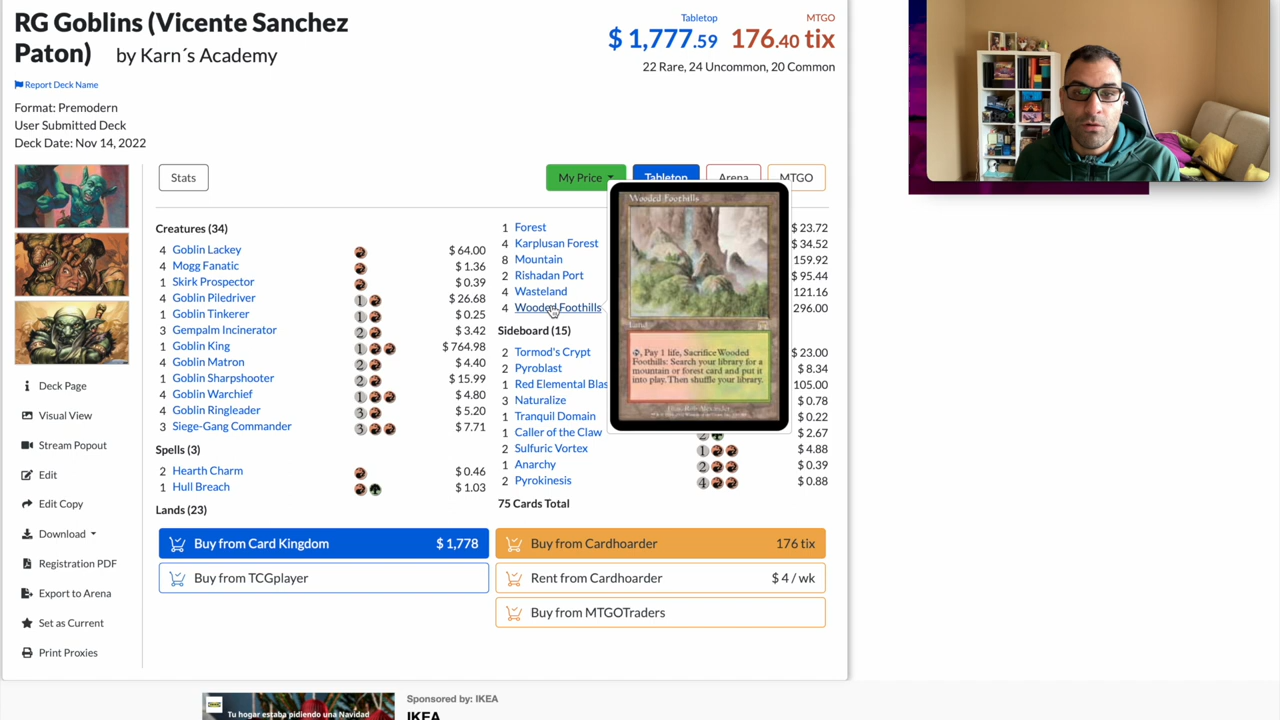 RG Goblins (Vicente Sanchez
Paton) by Karn´s Academy
Report Deck Name
Format: Premodern
User Submitted Deck
Deck Date: Nov 14, 2022
Tabletop MTGO
$ 1,777.59 176.40 tix
22 Rare, 24 Uncommon, 20 Common
Stats
My Price Tabletop Arena MTGO
Deck Page
Visual View
Stream Popout
Edit
Edit Copy
Download
Registration PDF
Export to Arena
Set as Current
Print Proxies
Creatures (34)
4 Goblin Lackey $ 64.00
4 Mogg Fanatic $ 1.36
1 Skirk Prospector $ 0.39
4 Goblin Piledriver 1 $ 26.68
1 Goblin Tinkerer 1 $ 0.25
3 Gempalm Incinerator 2 $ 3.42
1 Goblin King 1 $ 764.98
4 Goblin Matron 2 $ 4.40
1 Goblin Sharpshooter 2 $ 15.99
4 Goblin Warchief 1 $ 4.80
4 Goblin Ringleader 3 $ 5.20
3 Siege-Gang Commander 3 $ 7.71
Spells (3)
2 Hearth Charm $ 0.46
1 Hull Breach $ 1.03
Lands (23)
1 Forest $ 23.72
4 Karplusan Forest $ 34.52
8 Mountain 159.92
2 Rishadan Port $ 95.44
4 Wasteland 121.16
4 Wooded Foothills 296.00
Sideboard (15)
2 Tormod's Crypt $ 23.00
2 Pyroblast $ 8.34
1 Red Elemental Blas 105.00
3 Naturalize $ 0.78
1 Tranquil Domain $ 0.22
1 Caller of the Claw 2 $ 2.67
2 Sulfuric Vortex 1 $ 4.88
1 Anarchy 2 $ 0.39
2 Pyrokinesis 4 $ 0.88
75 Cards Total
Wooded Foothills
Land
, Pay 1 life, Sacrifice Wooded
Foothills: Search your library for a
mountain or forest card and put it
into play. Then shuffle your library.
Buy from Card Kingdom $ 1,778
Buy from TCGplayer
Buy from Cardhoarder 176 tix
Rent from Cardhoarder $ 4 / wk
Buy from MTGOTraders
Tu hogar estaba pidiendo una Navidad
Sponsored by: IKEA
IKEA